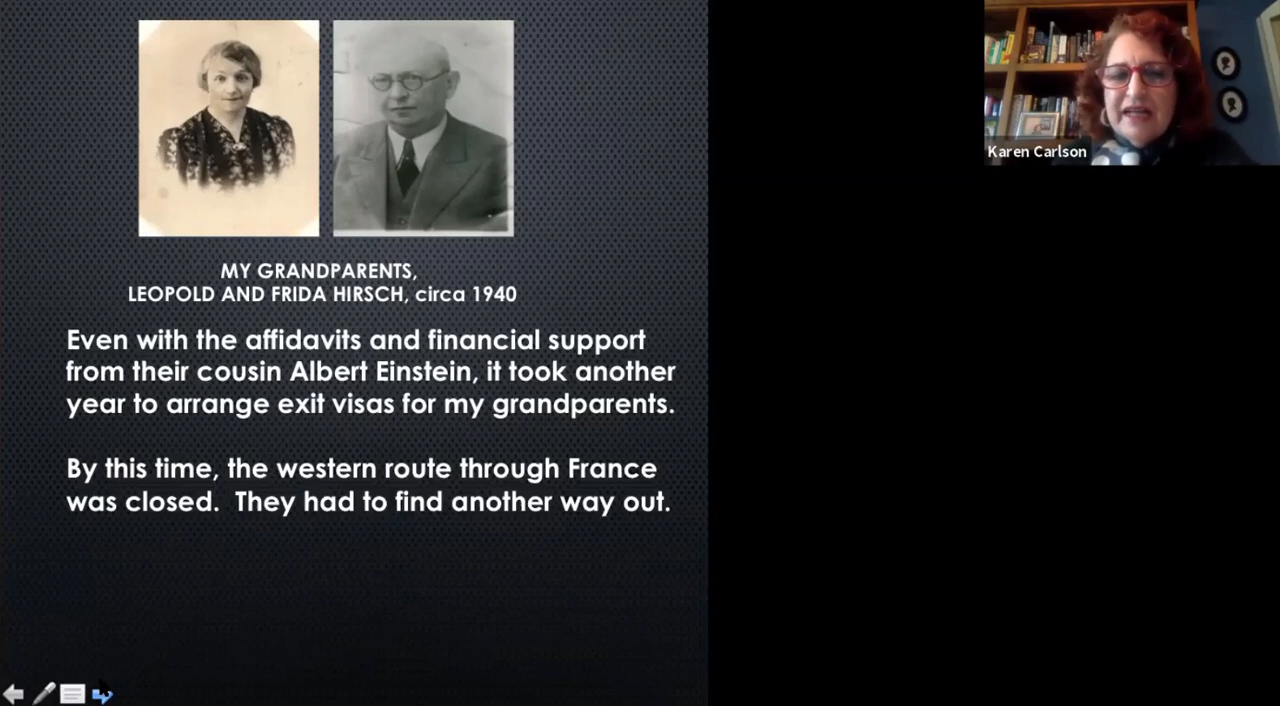 MY GRANDPARENTS,
LEOPOLD AND FRIDA HIRSCH, circa 1940
Even with the affidavits and financial support
from their cousin Albert Einstein, it took another
year to arrange exit visas for my grandparents.
By this time, the western route through France
was closed.  They had to find another way out.
Karen Carlson